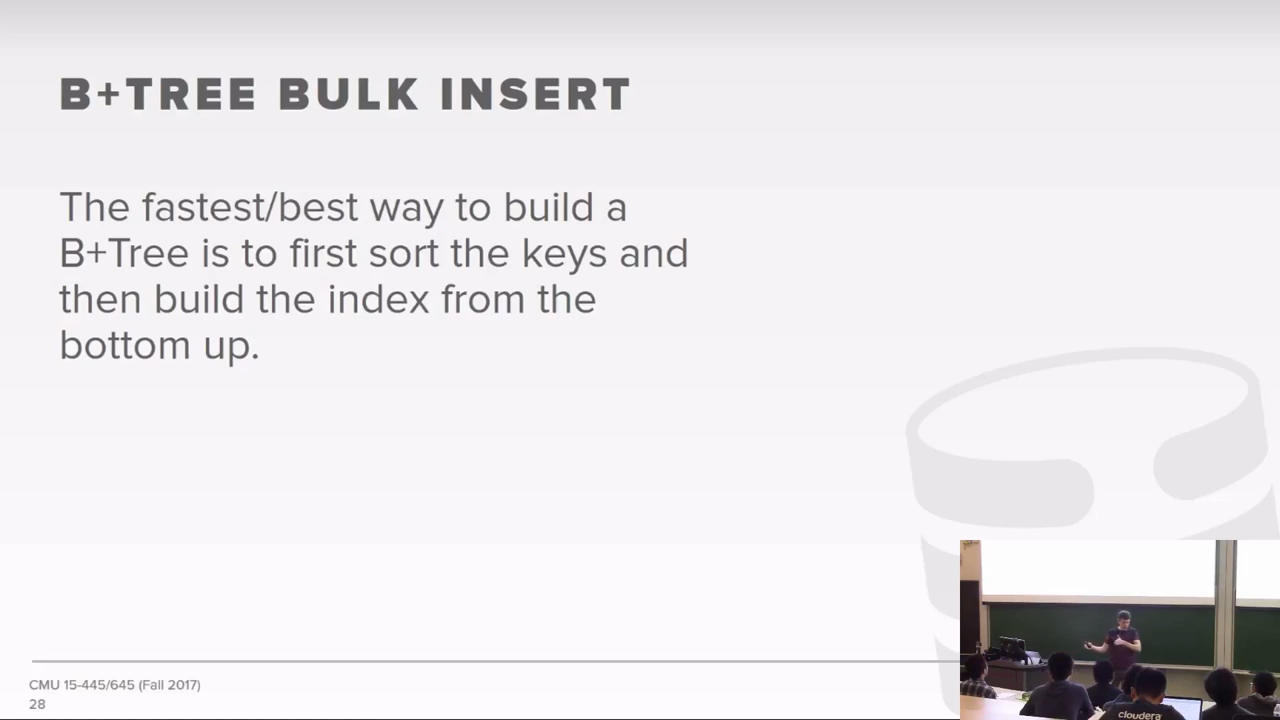 B+TREE BULK INSERT
The fastest/best way to build a
B+Tree is to first sort the keys and
then build the index from the
bottom up.
CMU 15-445/645 (Fall 2017)
28
cloudera